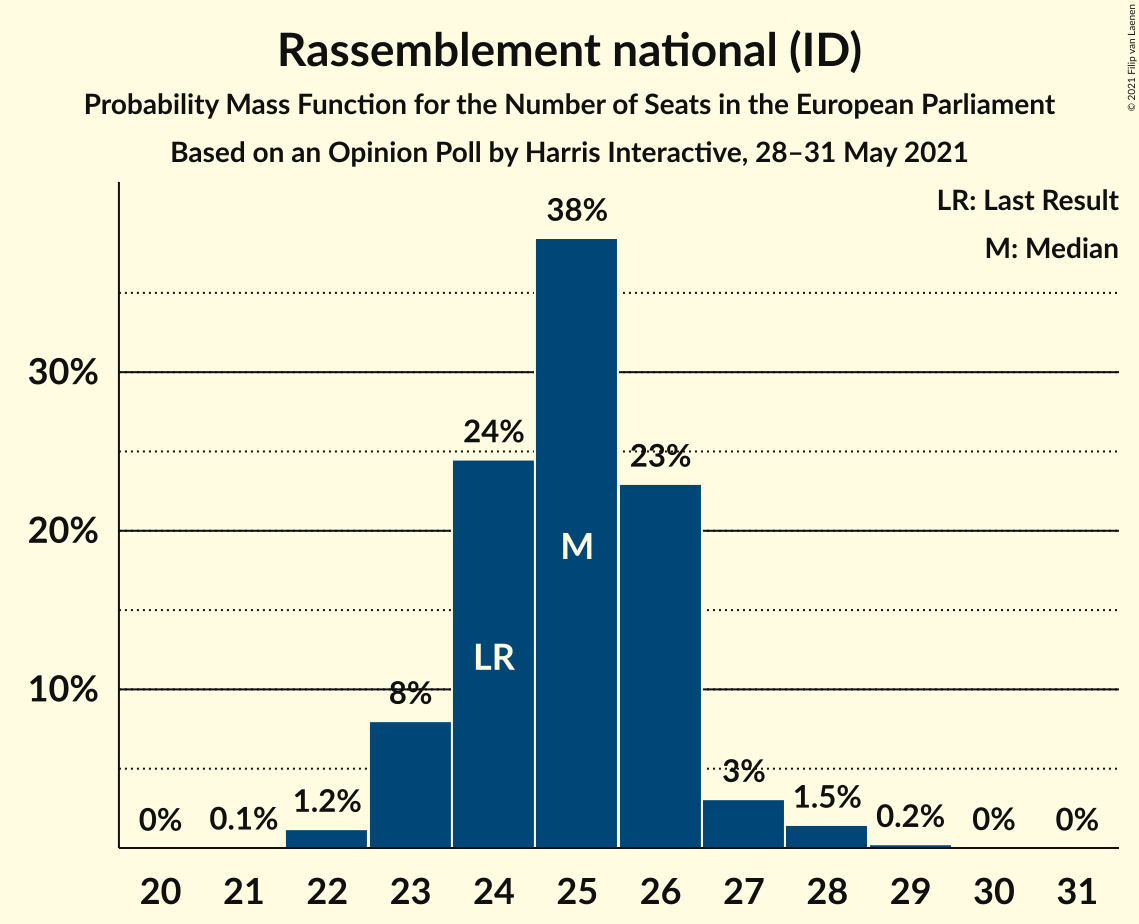 Rassemblement national (ID)
Probability Mass Function for the Number of Seats in the European Parliament
Based on an Opinion Poll by Harris Interactive, 28–31 May 2021
© 2021 Filip van Laenen
LR: Last Result
M: Median
30%
20%
10%
0%
0.1%
1.2%
8%
24%
38%
23%
3%
1.5%
0.2%
0%
0%
LR
M
20 21 22 23 24 25 26 27 28 29 30 31